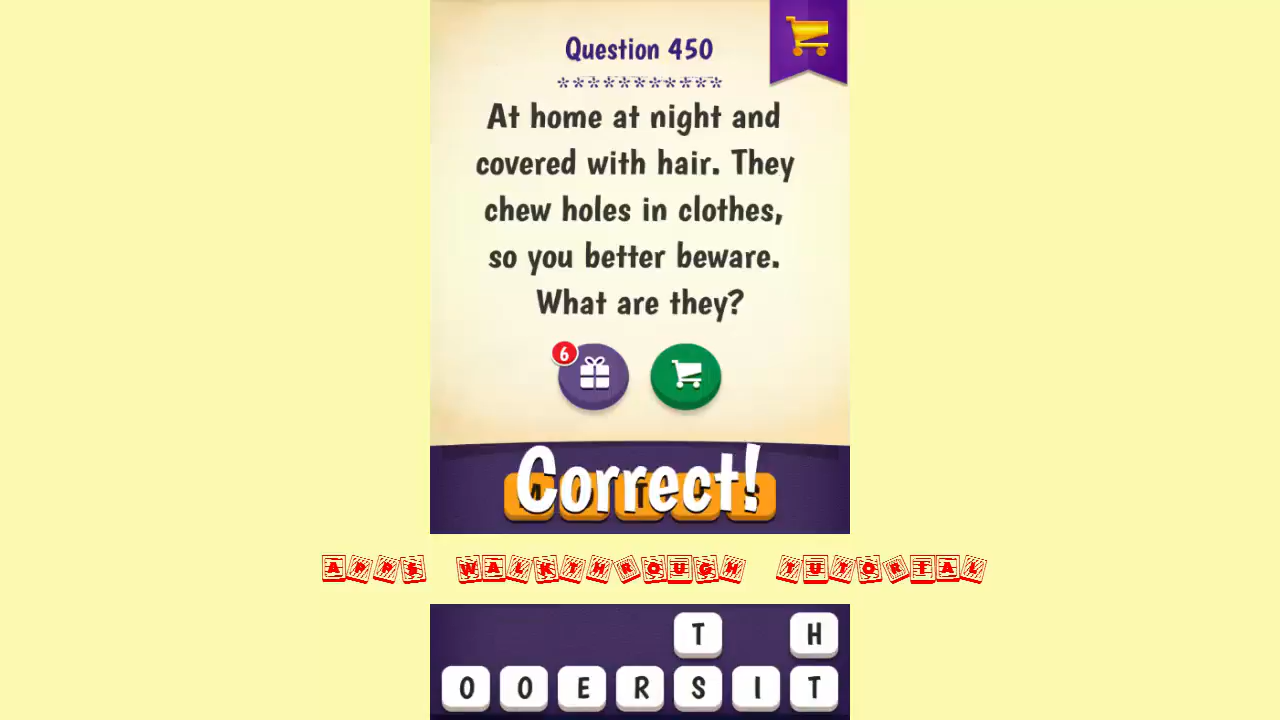 Question 450
***********
At home at night and
covered with hair. They
chew holes in clothes,
so you better beware.
What are they?
6
Correct!
APPS WALKTHROUGH TUTORIAL
T H
O O E R S I T